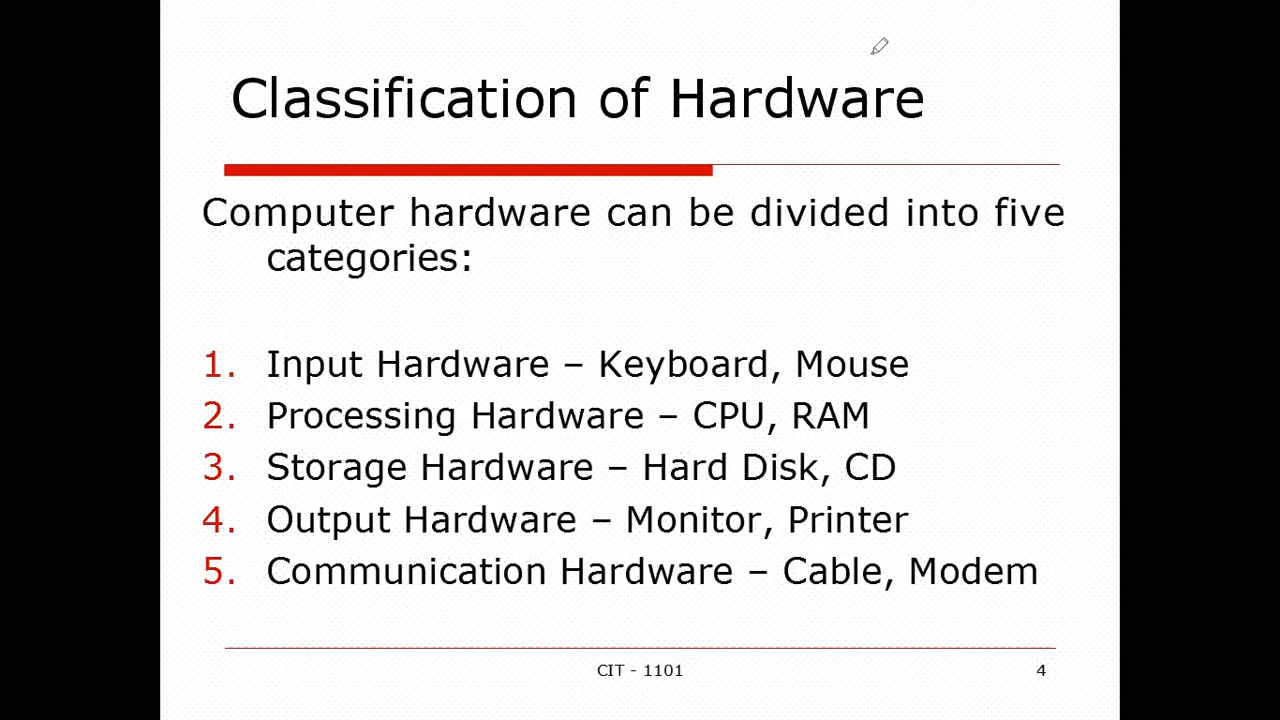 Classification of Hardware
Computer hardware can be divided into five
categories:
1. Input Hardware – Keyboard, Mouse
2. Processing Hardware – CPU, RAM
3. Storage Hardware – Hard Disk, CD
4. Output Hardware – Monitor, Printer
5. Communication Hardware – Cable, Modem
CIT - 1101 4